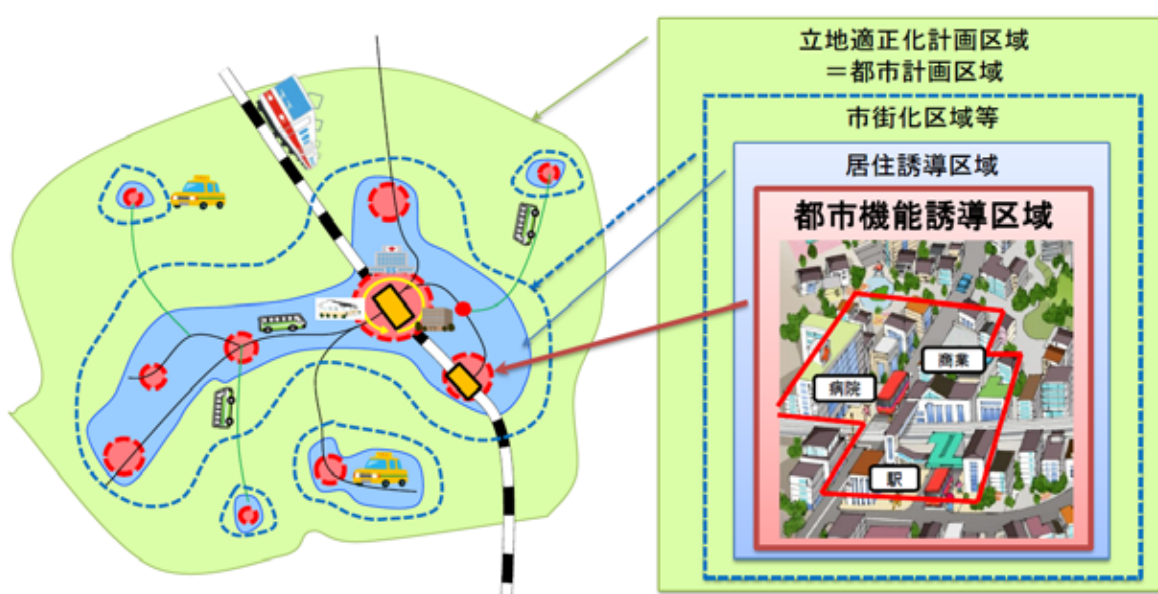 立地適正化計画区域
＝都市計画区域
市街化区域等
居住誘導区域
都市機能誘導区域
商業
病院
駅